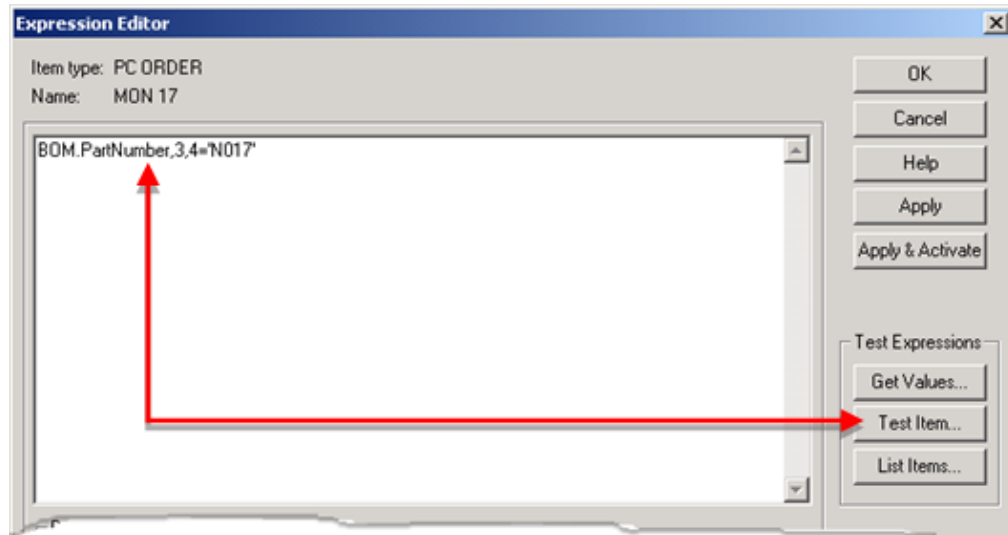 Expression Editor
Item type: PC ORDER
Name: MON 17
BOM.PartNumber,3,4='N017'
OK
Cancel
Help
Apply
Apply & Activate
Test Expressions
Get Values...
Test Item...
List Items...